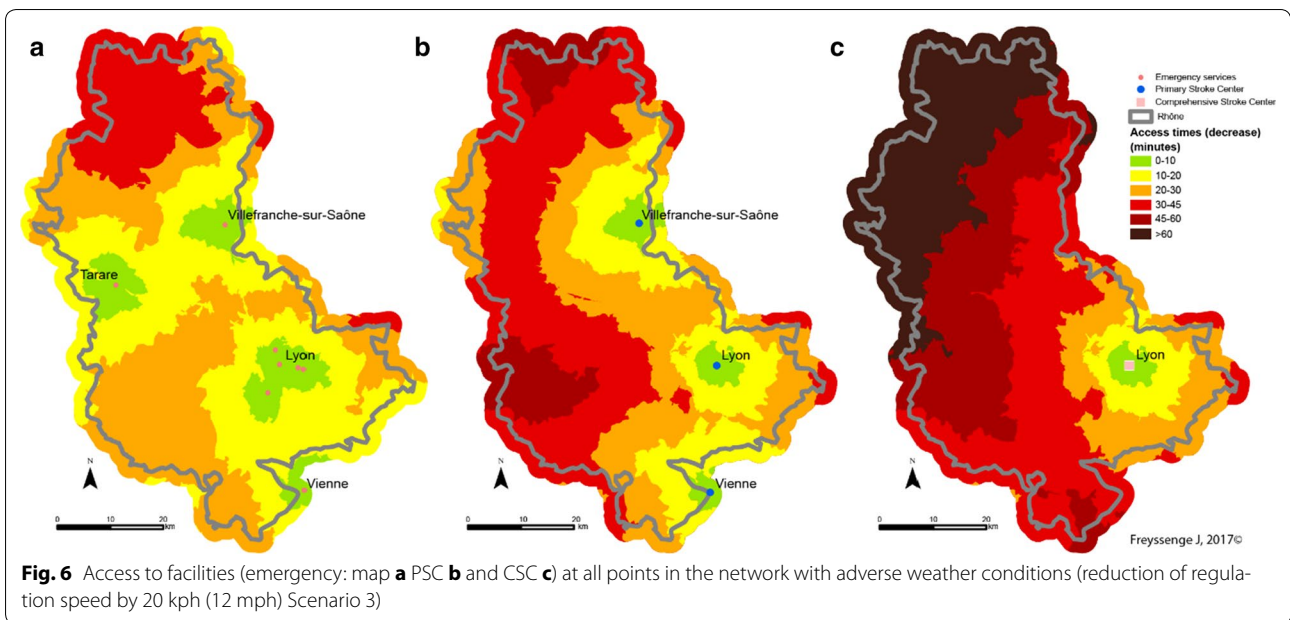 a
b
c
Emergency services
Primary Stroke Center
Comprehensive Stroke Center
Rhône
Access times (decrease)
(minutes)
0-10
10-20
20-30
30-45
45-60
>60
Villefranche-sur-Saône
Tarare
Lyon
Vienne
N
0 10 20
km
Villefranche-sur-Saône
Lyon
Vienne
N
0 10 20
km
Lyon
N
0 10 20
km
Freyssenge J, 2017©
Fig. 6 Access to facilities (emergency: map a PSC b and CSC c) at all points in the network with adverse weather conditions (reduction of regula-
tion speed by 20 kph (12 mph) Scenario 3)